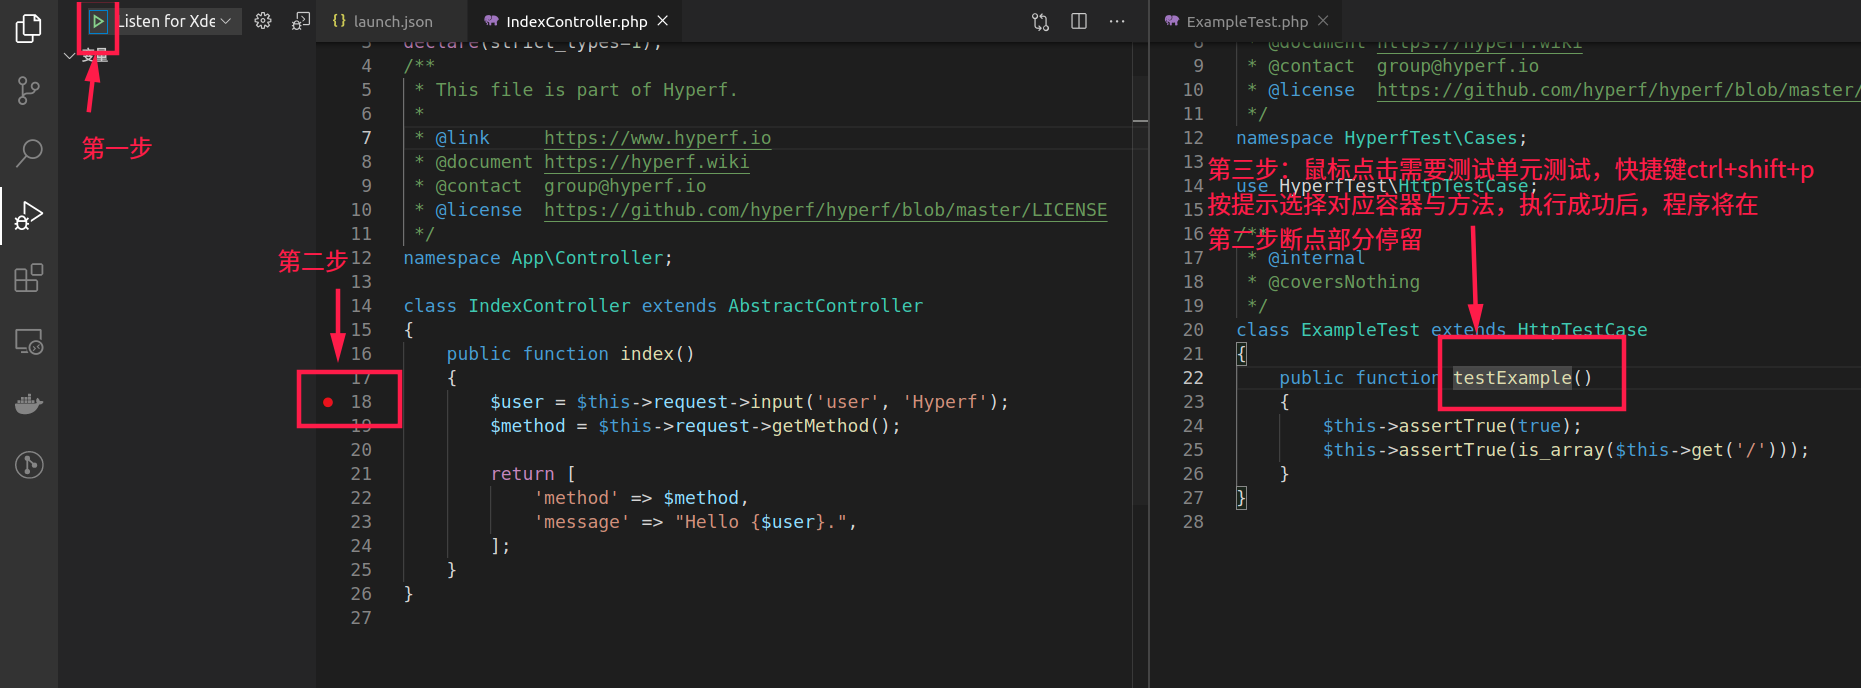 Listen for Xde
变量
第一步
launch.json
IndexController.php
3 declare(strict_types=1);
4 /**
5 * This file is part of Hyperf.
6 *
7 * @link https://www.hyperf.io
8 * @document https://hyperf.wiki
9 * @contact group@hyperf.io
10 * @license https://github.com/hyperf/hyperf/blob/master/LICENSE
11 */
第二步
12 namespace App\Controller;
13
14 class IndexController extends AbstractController
15 {
16 public function index()
17 {
18 $user = $this->request->input('user', 'Hyperf');
19 $method = $this->request->getMethod();
20
21 return [
22 'method' => $method,
23 'message' => "Hello {$user}.",
24 ];
25 }
26 }
27
ExampleTest.php
8 * @document https://hyperf.wiki
9 * @contact group@hyperf.io
10 * @license https://github.com/hyperf/hyperf/blob/master/
11 */
12 namespace HyperfTest\Cases;
13
第三步：鼠标点击需要测试单元测试，快捷键ctrl+shift+p
14 use HyperfTest\HttpTestCase;
15
按提示选择对应容器与方法，执行成功后，程序将在
16 /**
第二步断点部分停留
17 * @internal
18 * @coversNothing
19 */
20 class ExampleTest extends HttpTestCase
21 {
22 public function testExample()
23 {
24 $this->assertTrue(true);
25 $this->assertTrue(is_array($this->get('/')));
26 }
27 }
28